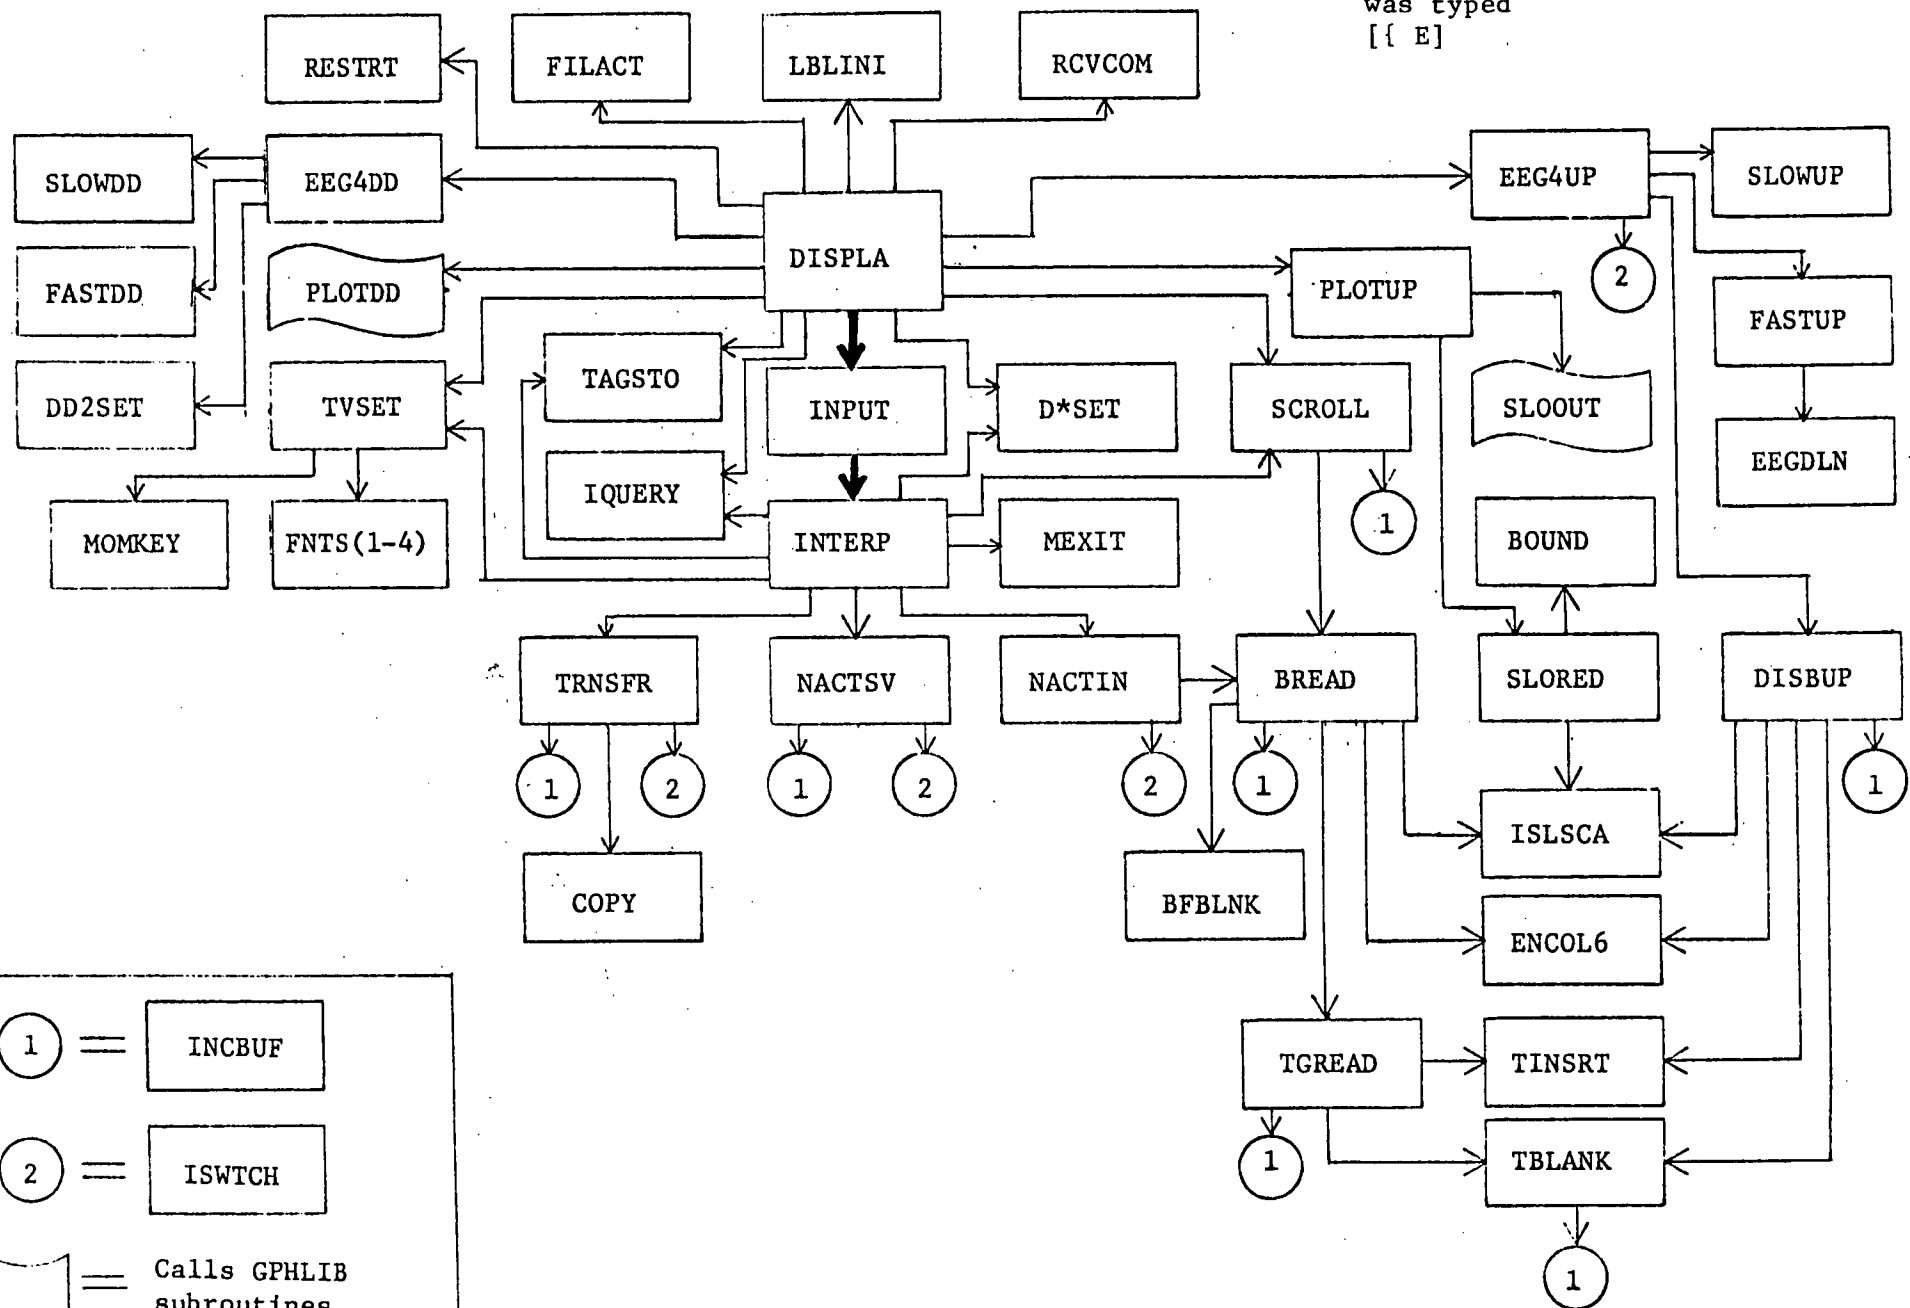 was typed
[{ E]
RESTRT
FILACT
LBLINI
RCVCOM
SLOWDD
EEG4DD
EEG4UP
SLOWUP
DISPLA
2
FASTDD
PLOTDD
PLOTUP
FASTUP
TAGSTO
DD2SET
TVSET
INPUT
D*SET
SCROLL
SLOOUT
EEGDLN
IQUERY
1
MOMKEY
FNTS(1-4)
INTERP
MEXIT
BOUND
TRNSFR
NACTSV
NACTIN
BREAD
SLORED
DISBUP
1
2
1
2
2
1
1
ISLSCA
COPY
BFBLNK
ENCOL6
1
INCBUF
TGREAD
TINSRT
2
ISWTCH
1
TBLANK
Calls GPHLIB
subroutines
1